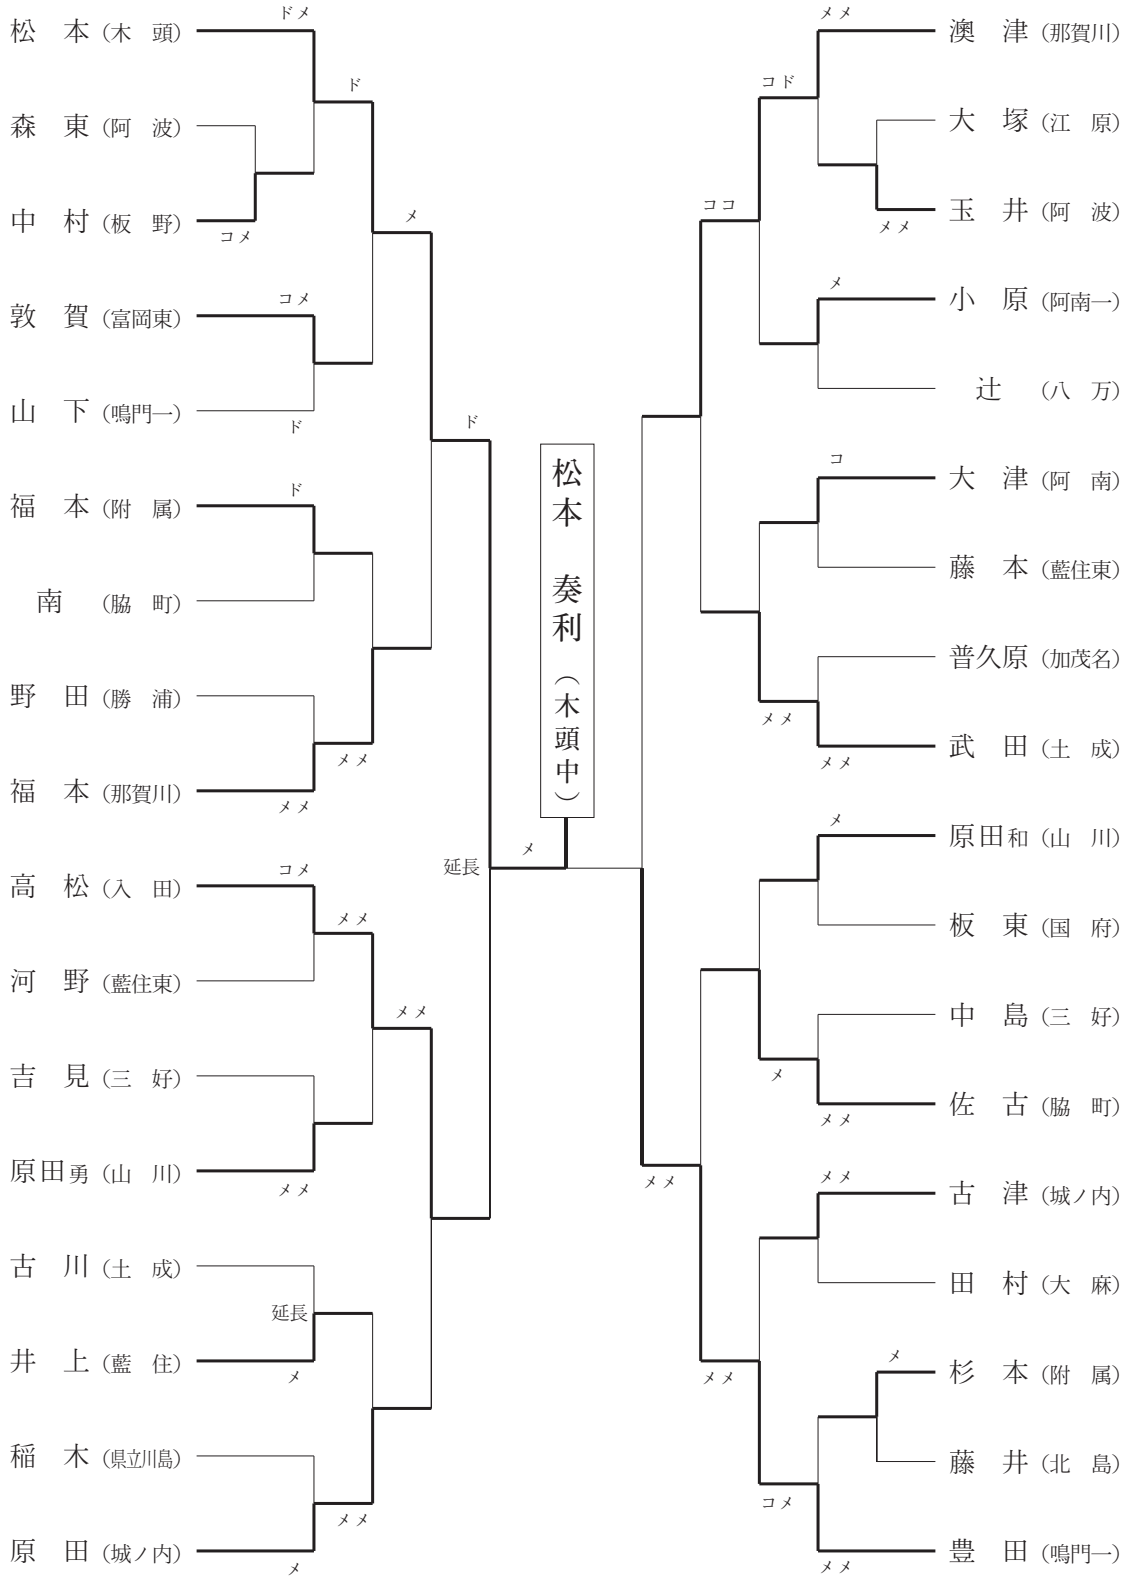 ドメ
松　本（木　頭）
ド
森　東（阿　波）
中　村（板　野）
コメ
メ
コメ
敦　賀（富岡東）
山　下（鳴門一）
ド
ド
ド
福　本（附　属）
南　（脇　町）
野　田（勝　浦）
メメ
福　本（那賀川）
メメ
延長
メ
コメ
高　松（入　田）
メメ
河　野（藍住東）
メメ
吉　見（三　好）
原田勇（山　川）
メメ
古　川（土　成）
延長
井　上（藍　住）
メ
稲　木（県立川島）
メメ
原　田（城ノ内）
メ
松本　奏利（木頭中）
メメ
澳　津（那賀川）
コド
大　塚（江　原）
玉　井（阿　波）
メメ
ココ
メ
小　原（阿南一）
辻　（八　万）
コ
大　津（阿　南）
藤　本（藍住東）
普久原（加茂名）
メメ
武　田（土　成）
メメ
メ
原田和（山　川）
板　東（国　府）
中　島（三　好）
メ
佐　古（脇　町）
メメ
メメ
メメ
古　津（城ノ内）
田　村（大　麻）
メ
杉　本（附　属）
メメ
藤　井（北　島）
コメ
豊　田（鳴門一）
メメ